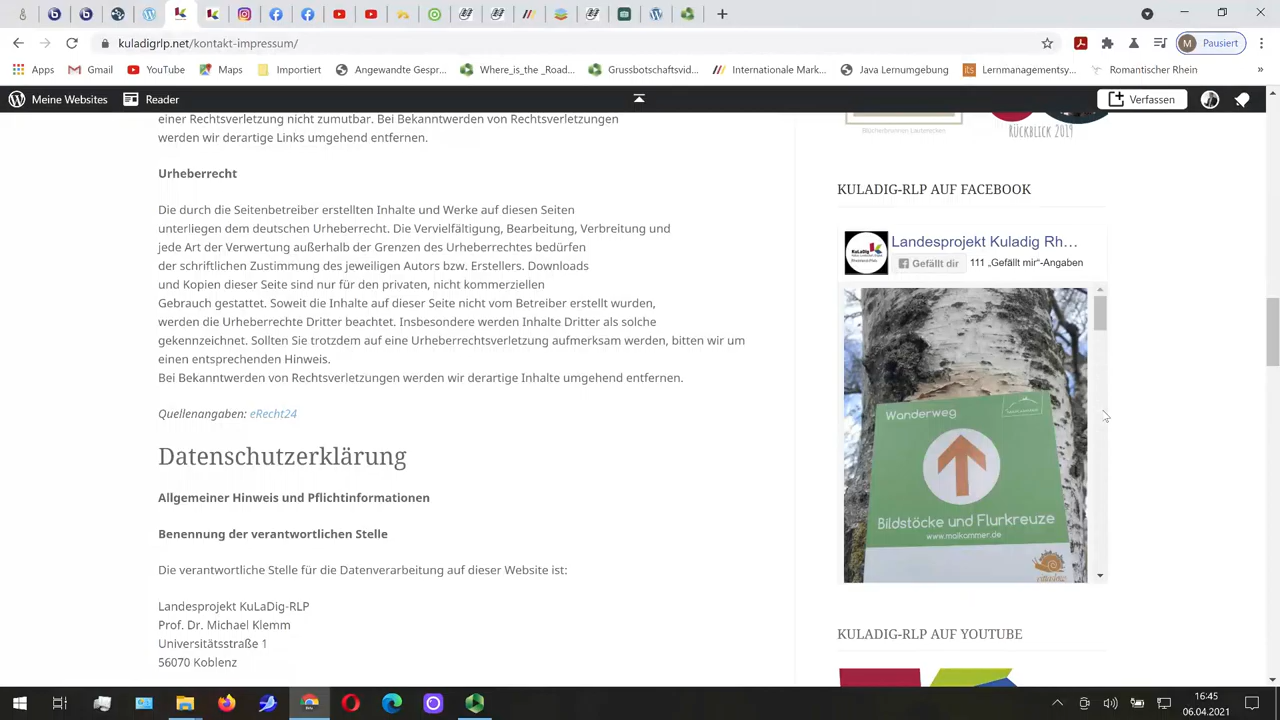 kuladigrlp.net/kontakt-impressum/
Pausiert
Apps
Gmail
YouTube
Maps
Importiert
Angewandte Gespr...
Where_is_the _Road...
Grussbotschaftsvid...
Internationale Mark...
Java Lernumgebung
Lernmanagementsy...
Romantischer Rhein
Meine Websites
Reader
Verfassen
einer Rechtsverletzung nicht zumutbar. Bei Bekanntwerden von Rechtsverletzungen
werden wir derartige Links umgehend entfernen.
Urheberrecht
Die durch die Seitenbetreiber erstellten Inhalte und Werke auf diesen Seiten
unterliegen dem deutschen Urheberrecht. Die Vervielfältigung, Bearbeitung, Verbreitung und
jede Art der Verwertung außerhalb der Grenzen des Urheberrechtes bedürfen
der schriftlichen Zustimmung des jeweiligen Autors bzw. Erstellers. Downloads
und Kopien dieser Seite sind nur für den privaten, nicht kommerziellen
Gebrauch gestattet. Soweit die Inhalte auf dieser Seite nicht vom Betreiber erstellt wurden,
werden die Urheberrechte Dritter beachtet. Insbesondere werden Inhalte Dritter als solche
gekennzeichnet. Sollten Sie trotzdem auf eine Urheberrechtsverletzung aufmerksam werden, bitten wir um
einen entsprechenden Hinweis.
Bei Bekanntwerden von Rechtsverletzungen werden wir derartige Inhalte umgehend entfernen.
Quellenangaben: eRecht24
Datenschutzerklärung
Allgemeiner Hinweis und Pflichtinformationen
Benennung der verantwortlichen Stelle
Die verantwortliche Stelle für die Datenverarbeitung auf dieser Website ist:
Landesprojekt KuLaDig-RLP
Prof. Dr. Michael Klemm
Universitätsstraße 1
56070 Koblenz
RÜCKBLICK 2019
KULADIG-RLP AUF FACEBOOK
KuLaDig
Landesprojekt Kuladig Rh...
Gefällt dir
111 „Gefällt mir“-Angaben
Wanderweg
Bildstöcke und Flurkreuze
www.maikammer.de
KULADIG-RLP AUF YOUTUBE
16:45
06.04.2021